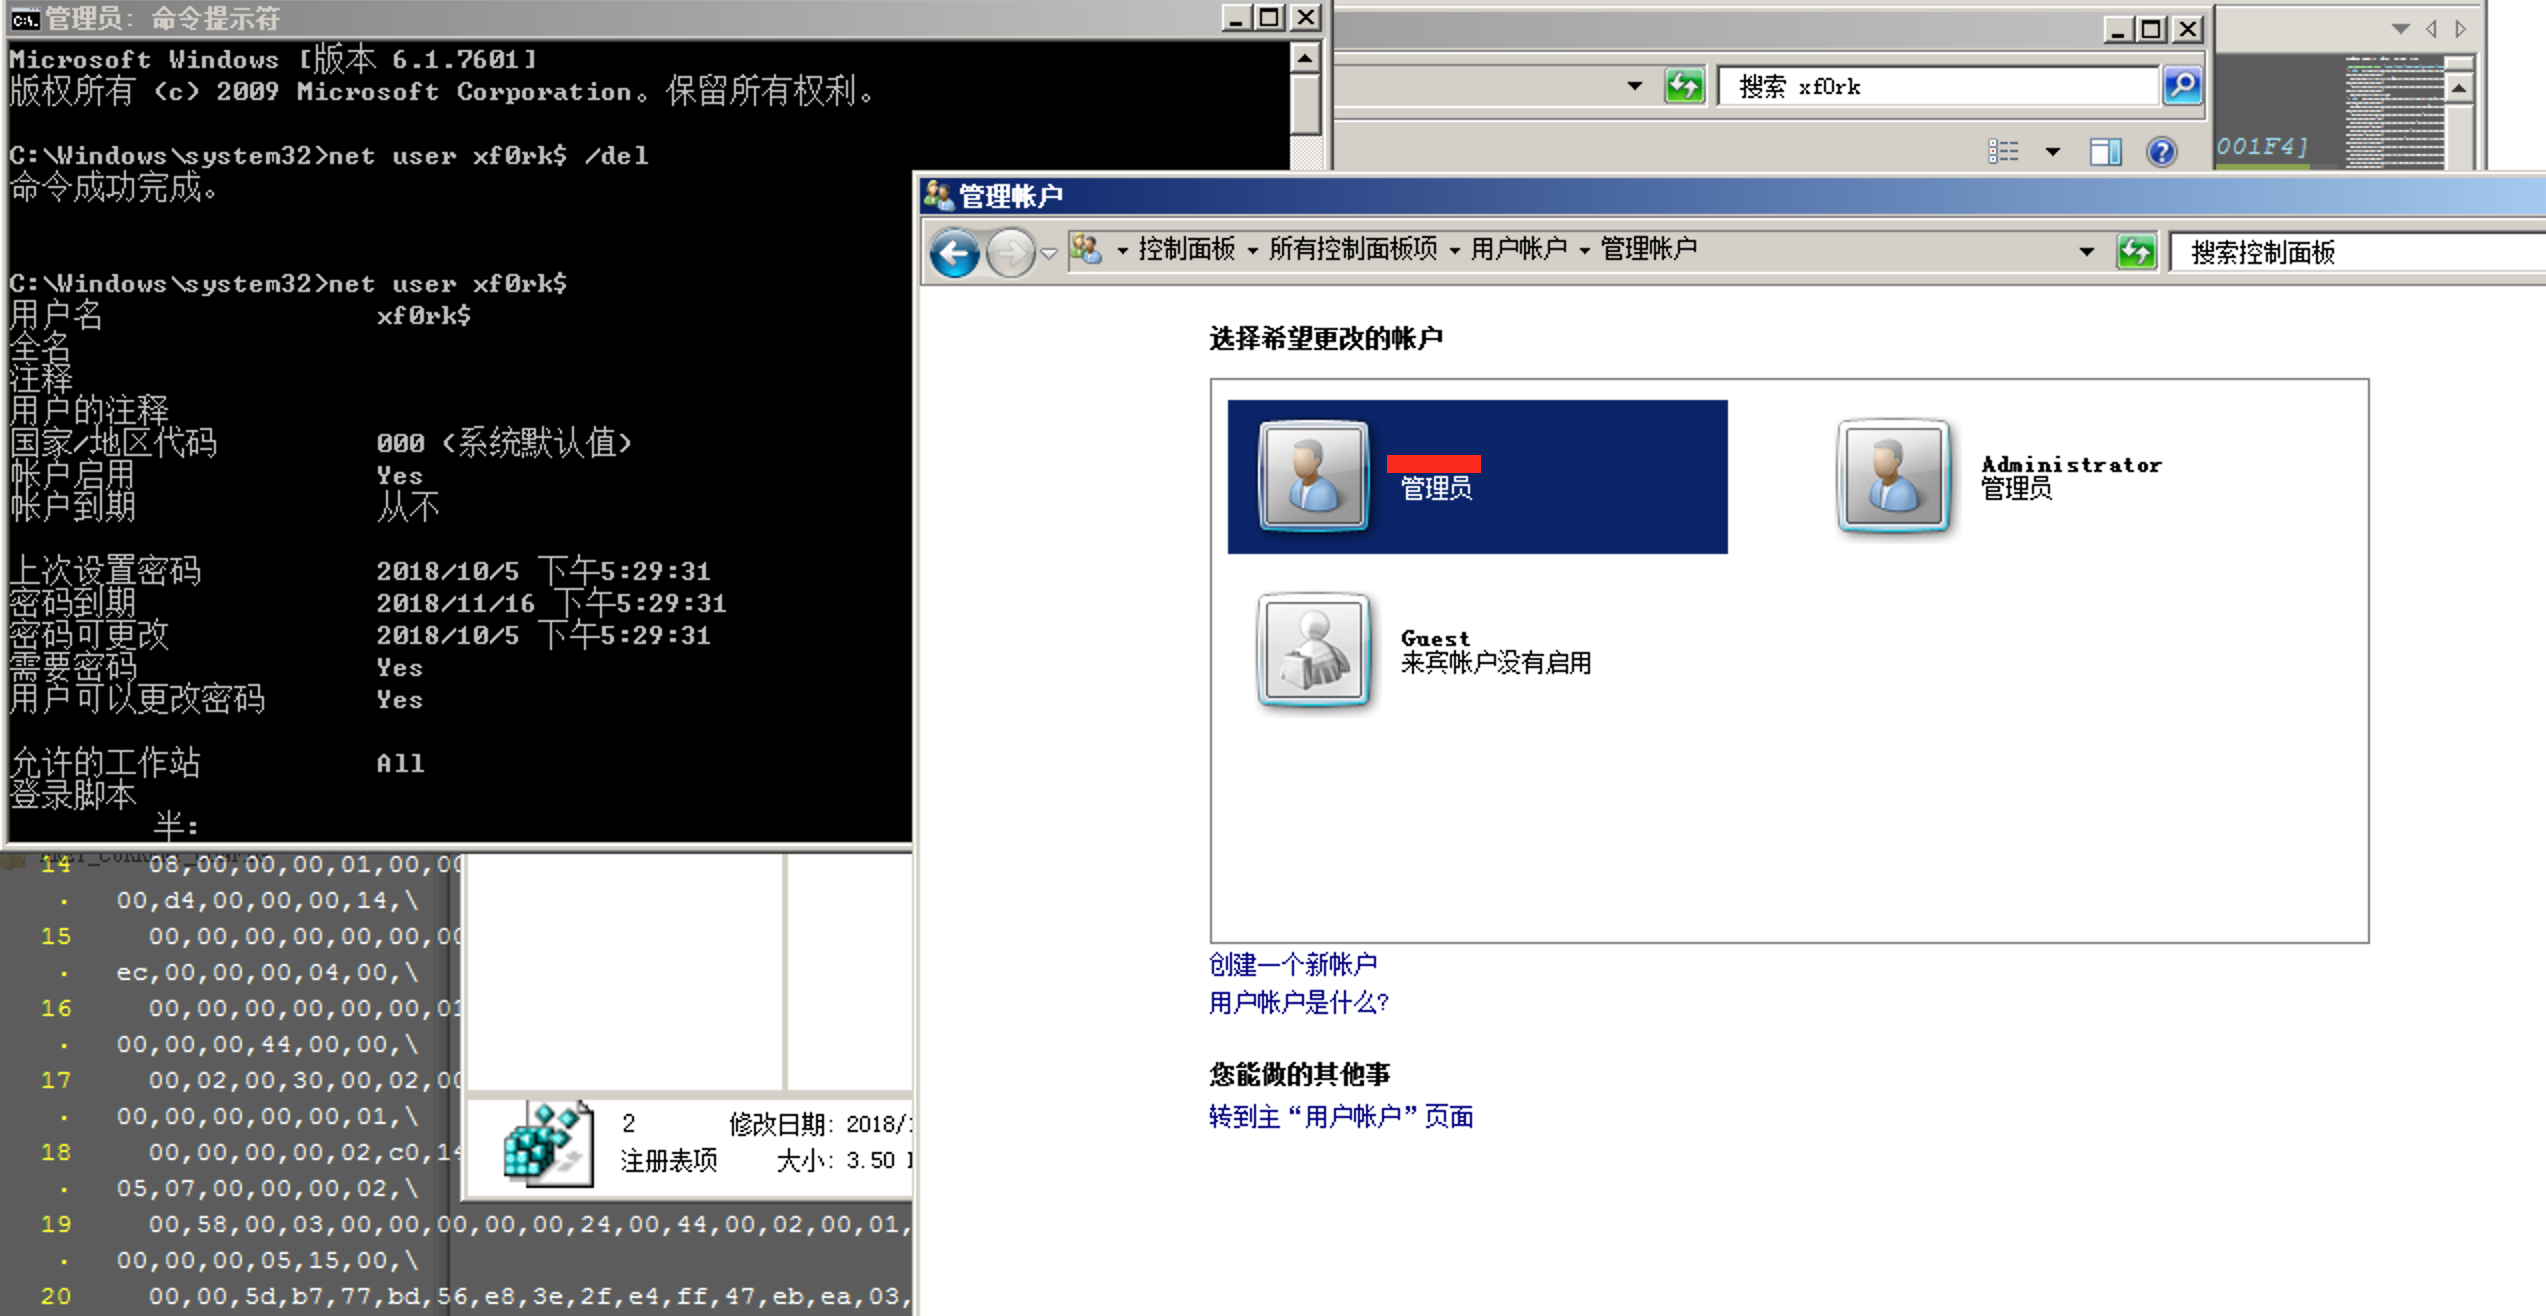 管理员: 命令提示符
Microsoft Windows [版本 6.1.7601]
版权所有 (c) 2009 Microsoft Corporation。保留所有权利。
C:\Windows\system32>net user xf0rk$ /del
命令成功完成。
C:\Windows\system32>net user xf0rk$
用户名 xf0rk$
全名
注释
用户的注释
国家/地区代码 000 (系统默认值)
帐户启用 Yes
帐户到期 从不
上次设置密码 2018/10/5 下午5:29:31
密码到期 2018/11/16 下午5:29:31
密码可更改 2018/10/5 下午5:29:31
需要密码 Yes
用户可以更改密码 Yes
允许的工作站 All
登录脚本
半:
搜索 xf0rk
001F4]
管理帐户
控制面板 所有控制面板项 用户帐户 管理帐户
搜索控制面板
选择希望更改的帐户
管理员
Administrator
管理员
Guest
来宾帐户没有启用
创建一个新帐户
用户帐户是什么?
您能做的其他事
转到主“用户帐户”页面
14 08,00,00,00,01,00,00
00,d4,00,00,00,14,\
15 00,00,00,00,00,00,00
ec,00,00,00,04,00,\
16 00,00,00,00,00,00,01
00,00,00,44,00,00,\
17 00,02,00,30,00,02,00
00,00,00,00,00,01,\
18 00,00,00,00,02,c0,14
05,07,00,00,00,02,\
19 00,58,00,03,00,00,00,00,00,24,00,44,00,02,00,01,
00,00,00,05,15,00,\
20 00,00,5d,b7,77,bd,56,e8,3e,2f,e4,ff,47,eb,ea,03,
2 修改日期: 2018/
注册表项 大小: 3.50